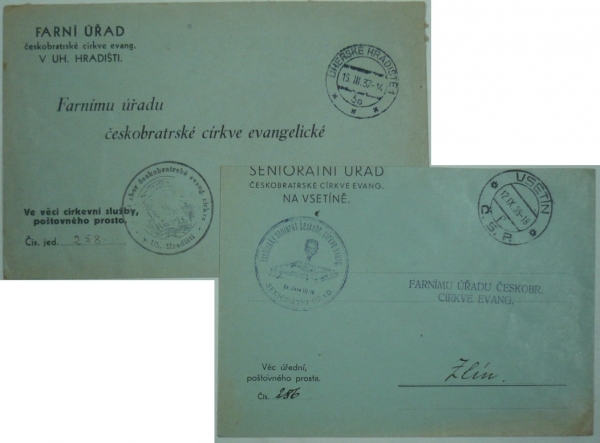 FARNÍ ÚŘAD
českobratrské církve evang.
V UH. HRADIŠTI.
UHERSKÉ HRADIŠTĚ 1
Farnímu úřadu
českobratrské církve evangelické
Ve věci církevní služby,
poštovného prosto.
Čís. jed. 258.
SENIORÁTNÍ ÚŘAD
ČESKOBRATRSKÉ CÍRKVE EVANG.
NA VSETÍNĚ.
VSETÍN
Č.S.R.
FARNÍMU ÚŘADU ČESKOBR.
CÍRKVE EVANG.
Věc úřední,
poštovného prosta.
Čís. 286
Zlín.